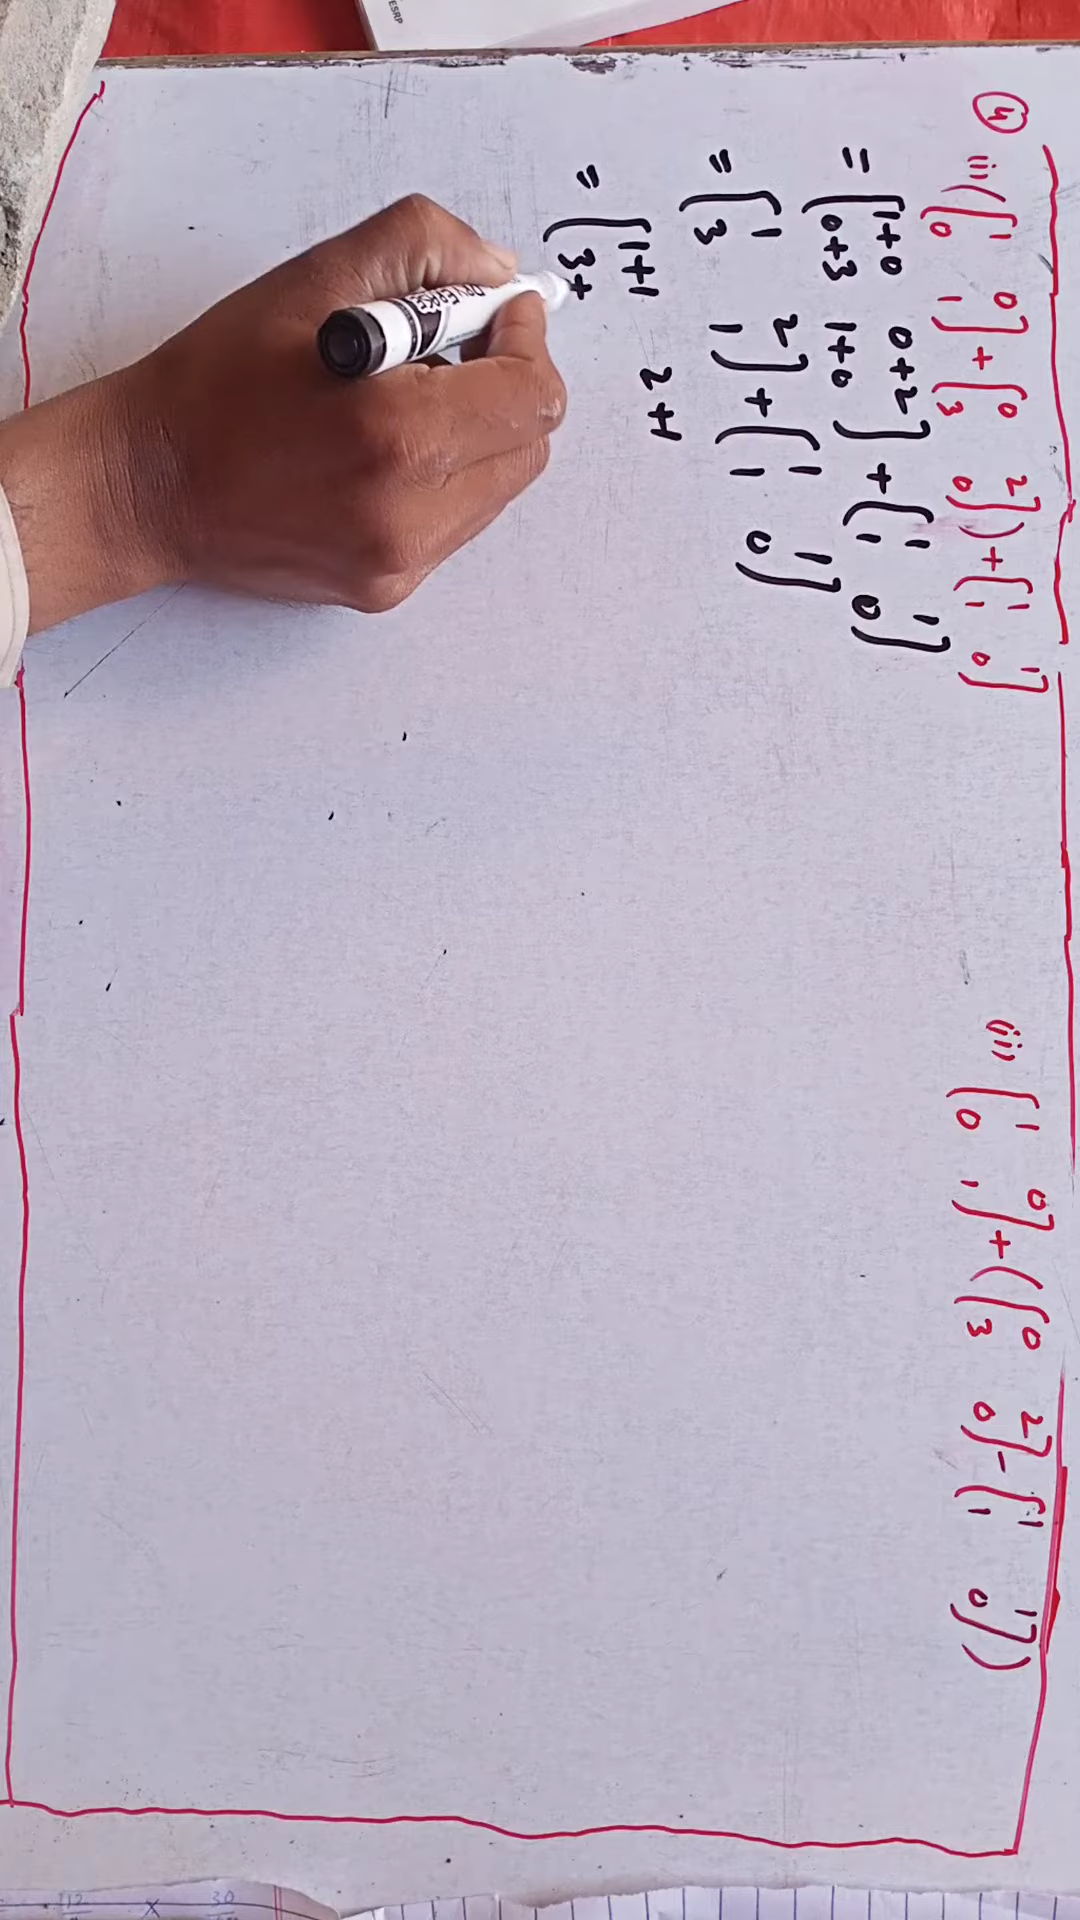 ④ ii) ([1 0] + [0 2]) + [1 1]
[0 1] [3 0] [1 0]
= [1+0 0+2] + [1 1]
[0+3 1+0] [1 0]
= [1 2] + [1 1]
[3 1] [1 0]
= [1+1 2+1
[3+
iii) [1 0] + ([0 2] - [1 1])
[0 1] [3 0] [1 0]
ESRP